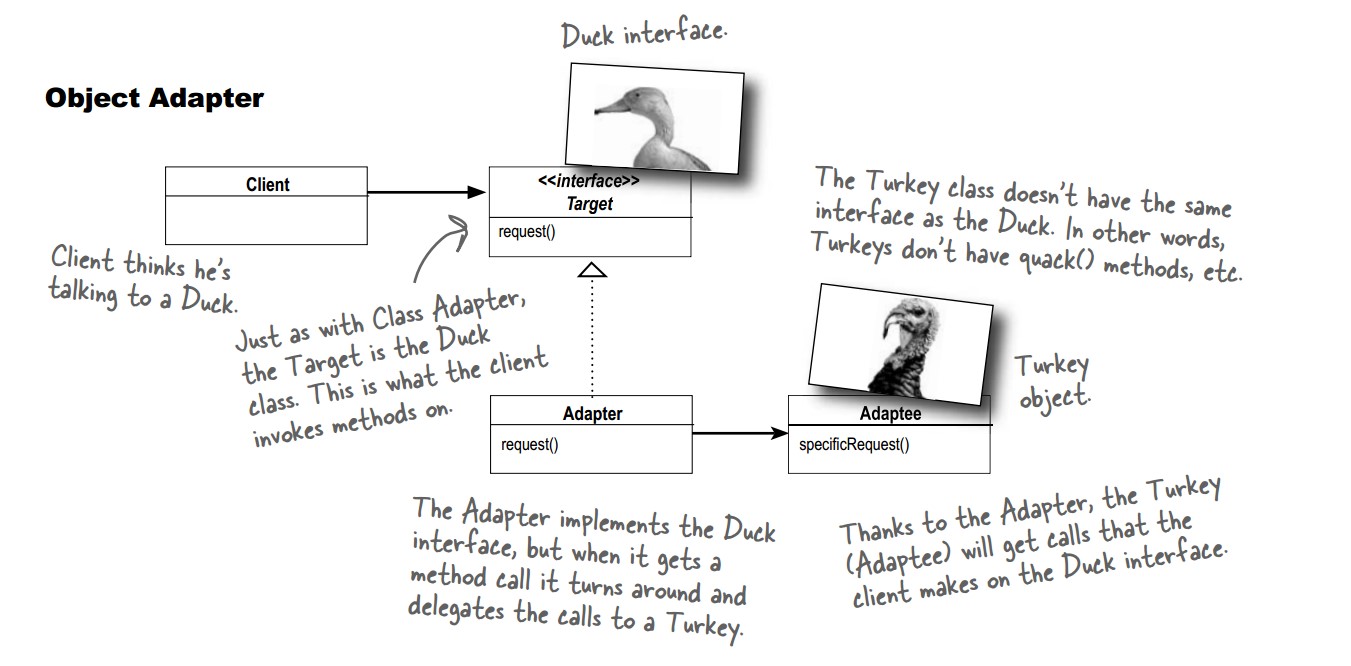 Duck interface.
Object Adapter
Client
<<interface>>
Target
request()
The Turkey class doesn't have the same
interface as the Duck. In other words,
Turkeys don't have quack() methods, etc.
Client thinks he's
talking to a Duck.
Just as with Class Adapter,
the Target is the Duck
class. This is what the client
invokes methods on.
Turkey
object.
Adapter
request()
Adaptee
specificRequest()
The Adapter implements the Duck
interface, but when it gets a
method call it turns around and
delegates the calls to a Turkey.
Thanks to the Adapter, the Turkey
(Adaptee) will get calls that the
client makes on the Duck interface.